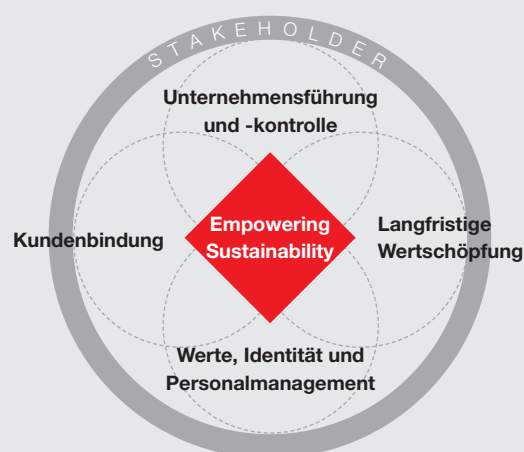 STAKEHOLDER
Unternehmensführung
und -kontrolle
Kundenbindung
Empowering
Sustainability
Langfristige
Wertschöpfung
Werte, Identität und
Personalmanagement